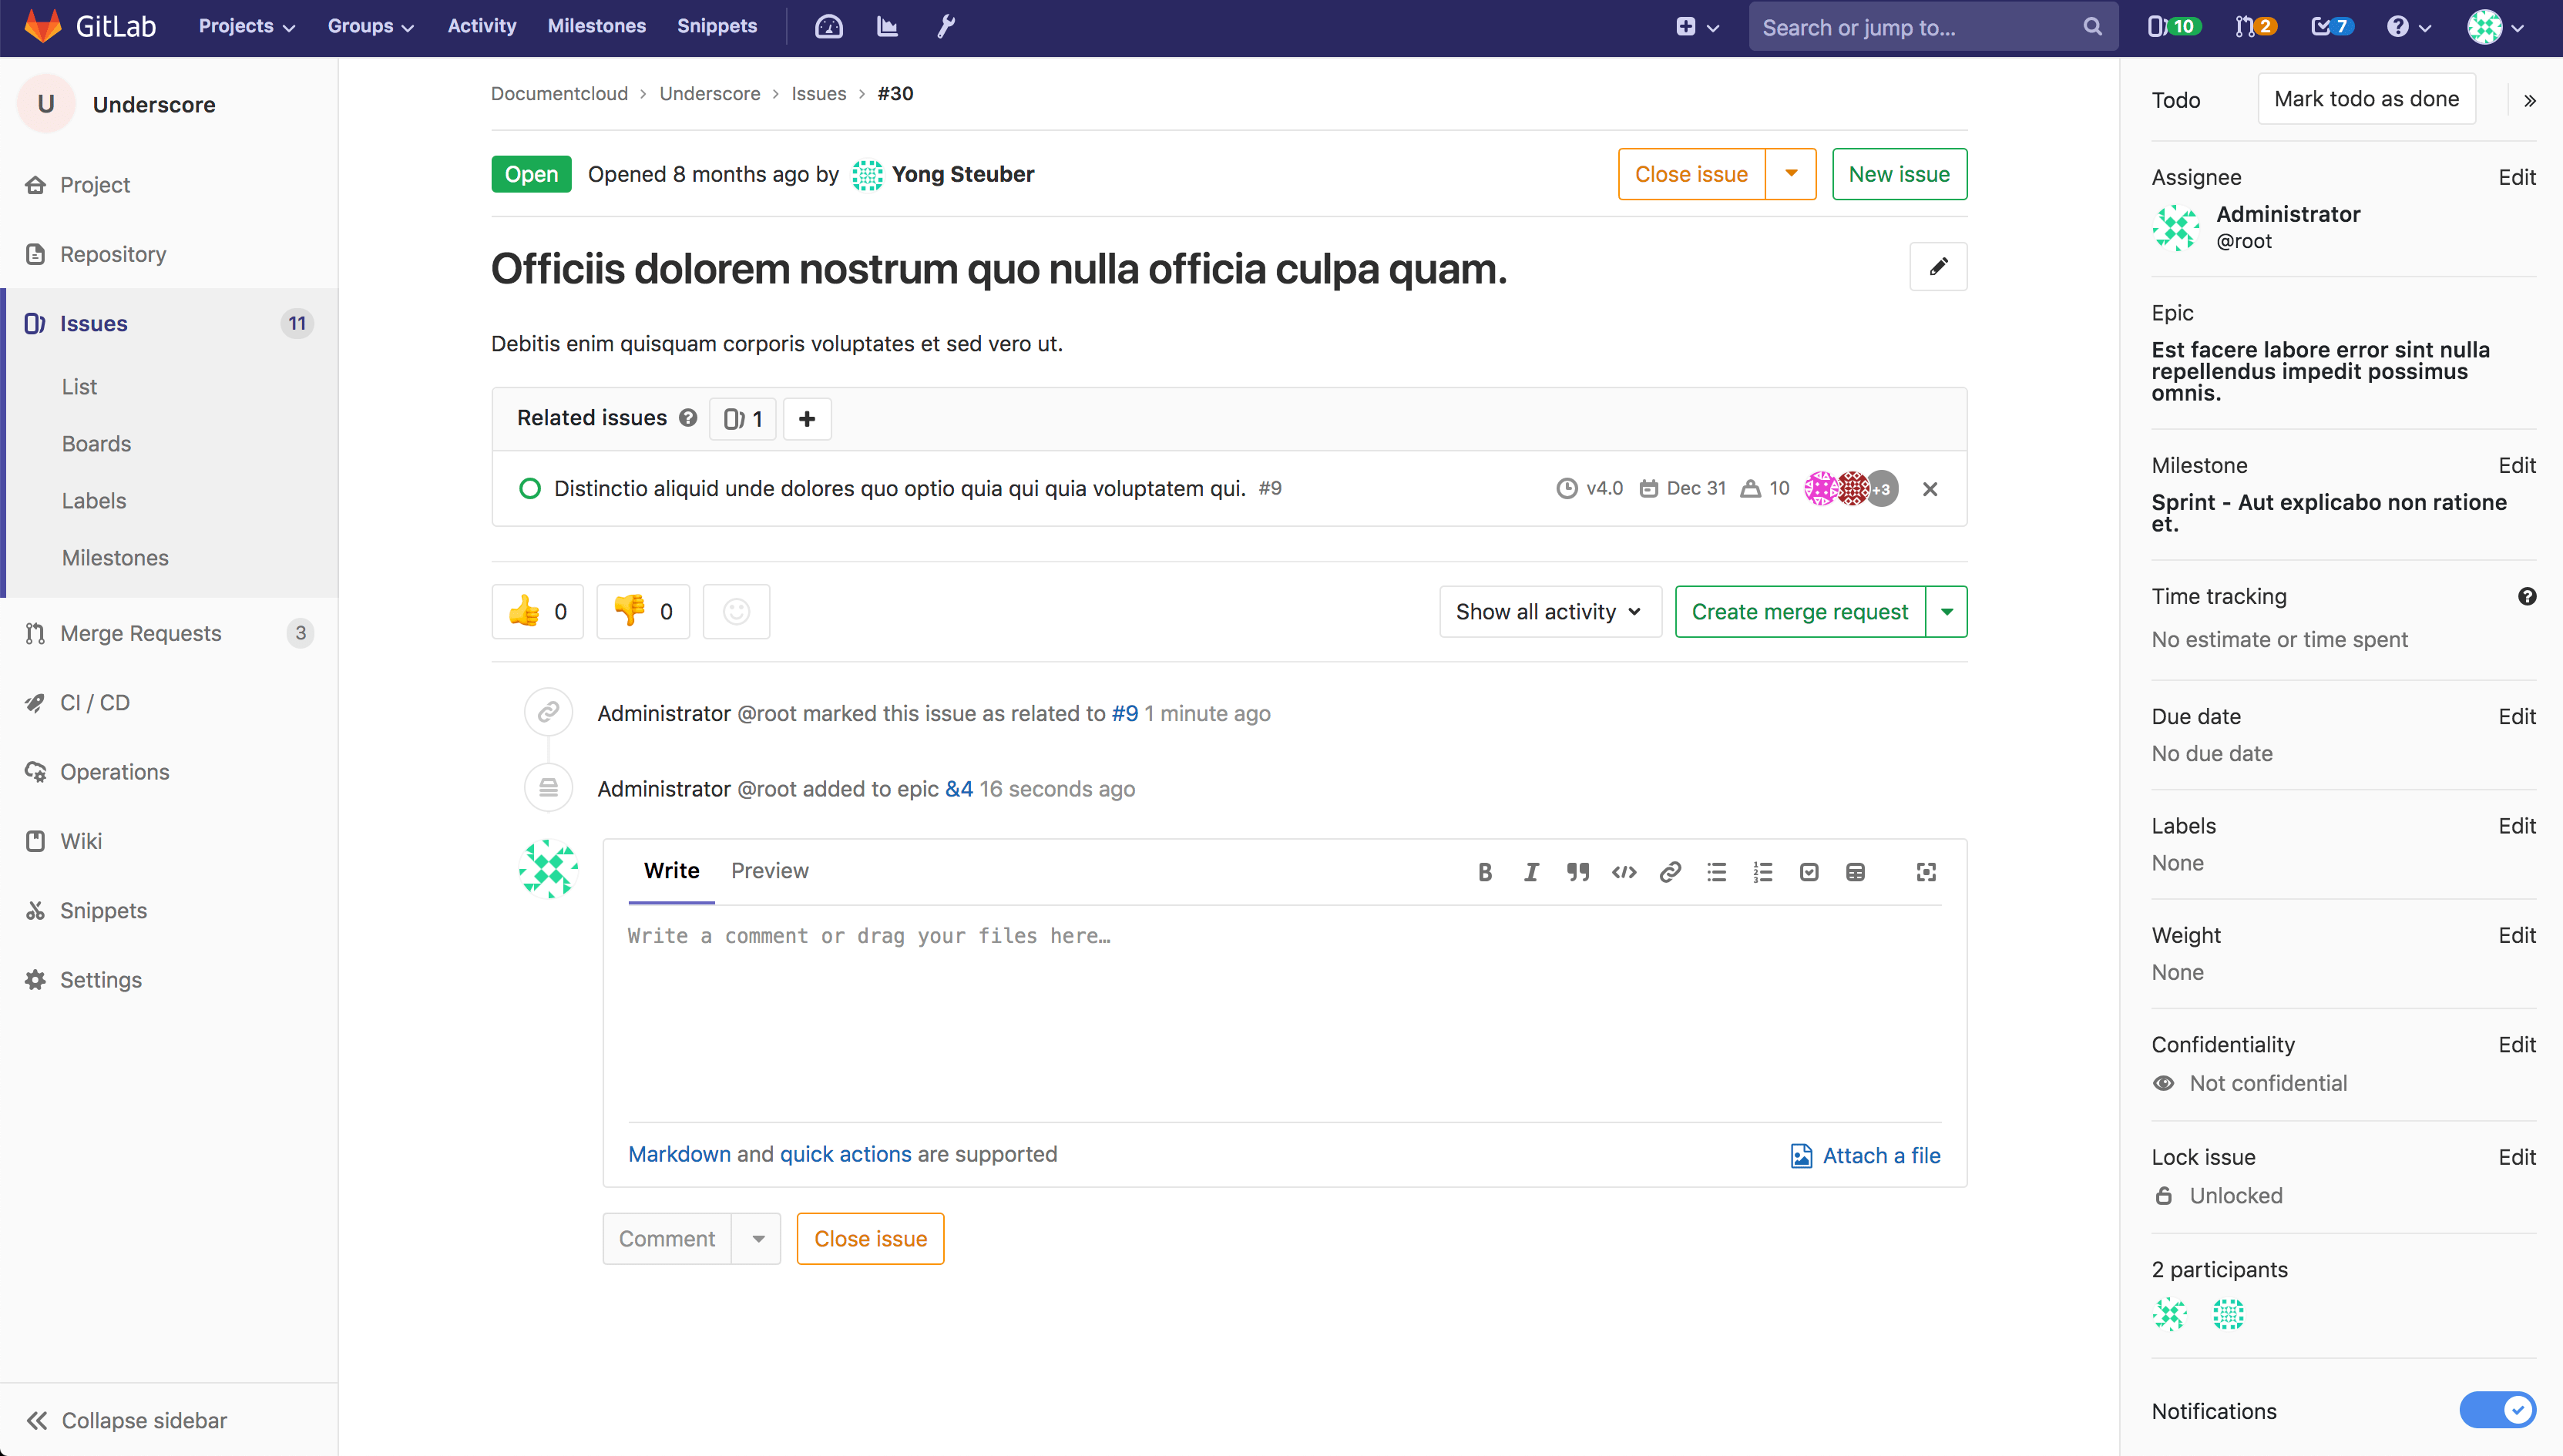 GitLab Projects Groups Activity Milestones Snippets Search or jump to... 10 2 7
U Underscore
Project
Repository
Issues 11
List
Boards
Labels
Milestones
Merge Requests 3
CI / CD
Operations
Wiki
Snippets
Settings
Collapse sidebar
Documentcloud > Underscore > Issues > #30
Open Opened 8 months ago by Yong Steuber Close issue New issue
Officiis dolorem nostrum quo nulla officia culpa quam.
Debitis enim quisquam corporis voluptates et sed vero ut.
Related issues 1
Distinctio aliquid unde dolores quo optio quia qui quia voluptatem qui. #9 v4.0 Dec 31 10 +3
0 0 Show all activity Create merge request
Administrator @root marked this issue as related to #9 1 minute ago
Administrator @root added to epic &4 16 seconds ago
Write Preview
Write a comment or drag your files here…
Markdown and quick actions are supported Attach a file
Comment Close issue
Todo Mark todo as done
Assignee Edit
Administrator
@root
Epic
Est facere labore error sint nulla
repellendus impedit possimus
omnis.
Milestone Edit
Sprint - Aut explicabo non ratione
et.
Time tracking
No estimate or time spent
Due date Edit
No due date
Labels Edit
None
Weight Edit
None
Confidentiality Edit
Not confidential
Lock issue Edit
Unlocked
2 participants
Notifications